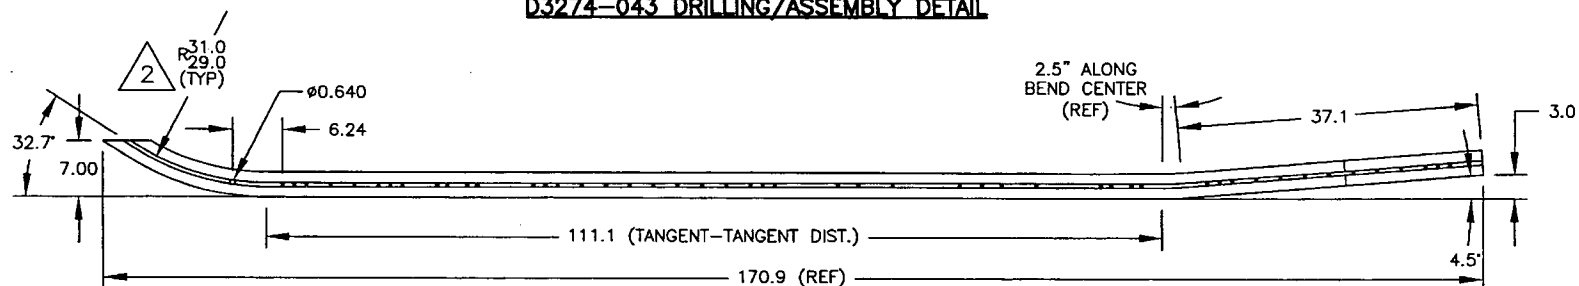 D3274-043 DRILLING/ASSEMBLY DETAIL
2
R31.0
29.0
(TYP)
ø0.640
6.24
32.7°
7.00
2.5" ALONG
BEND CENTER
(REF)
37.1
3.0
111.1 (TANGENT-TANGENT DIST.)
4.5°
170.9 (REF)